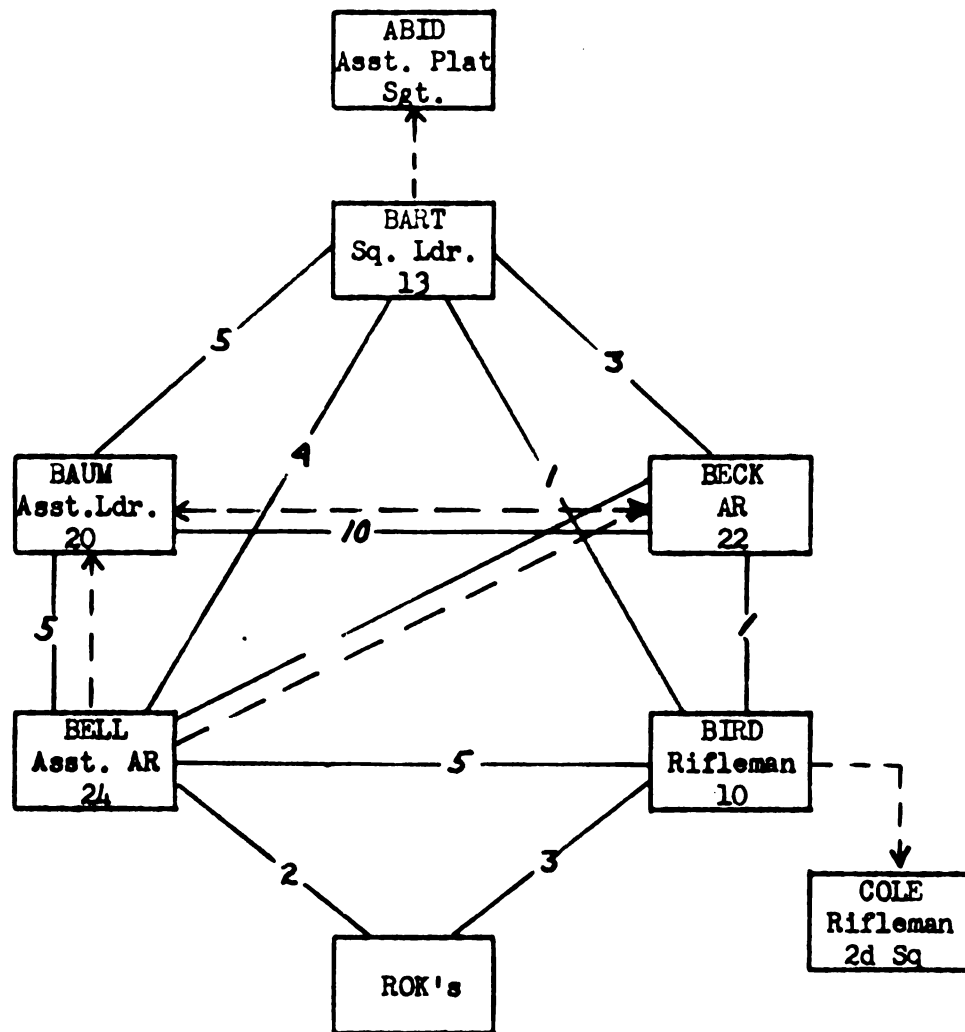 ABID
Asst. Plat
Sgt.
BART
Sq. Ldr.
13
5
3
4
1
BAUM
Asst.Ldr.
20
BECK
AR
22
10
5
1
BELL
Asst. AR
24
5
BIRD
Rifleman
10
2
3
COLE
Rifleman
2d Sq
ROK's